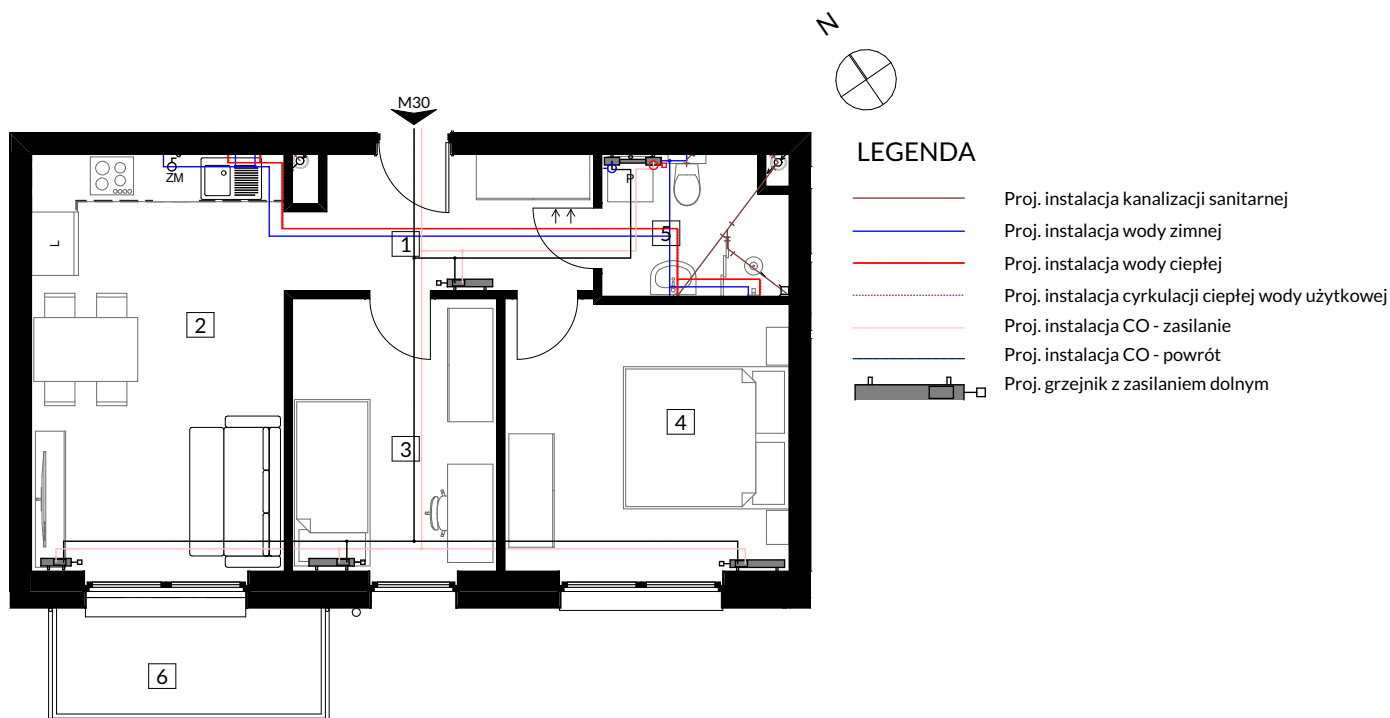 N
M30
LEGENDA
Proj. instalacja kanalizacji sanitarnej
Proj. instalacja wody zimnej
Proj. instalacja wody ciepłej
Proj. instalacja cyrkulacji ciepłej wody użytkowej
Proj. instalacja CO - zasilanie
Proj. instalacja CO - powrót
Proj. grzejnik z zasilaniem dolnym
ZM
P
L
1
5
2
3
4
6